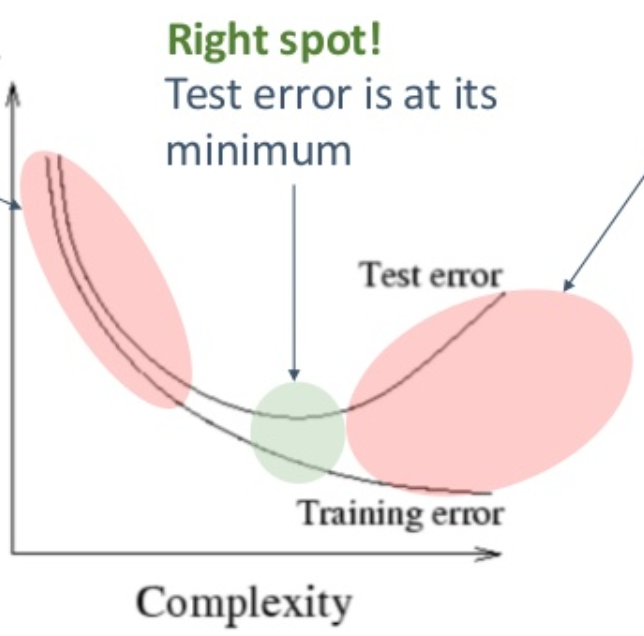 Right spot!
Test error is at its
minimum
Test error
Training error
Complexity